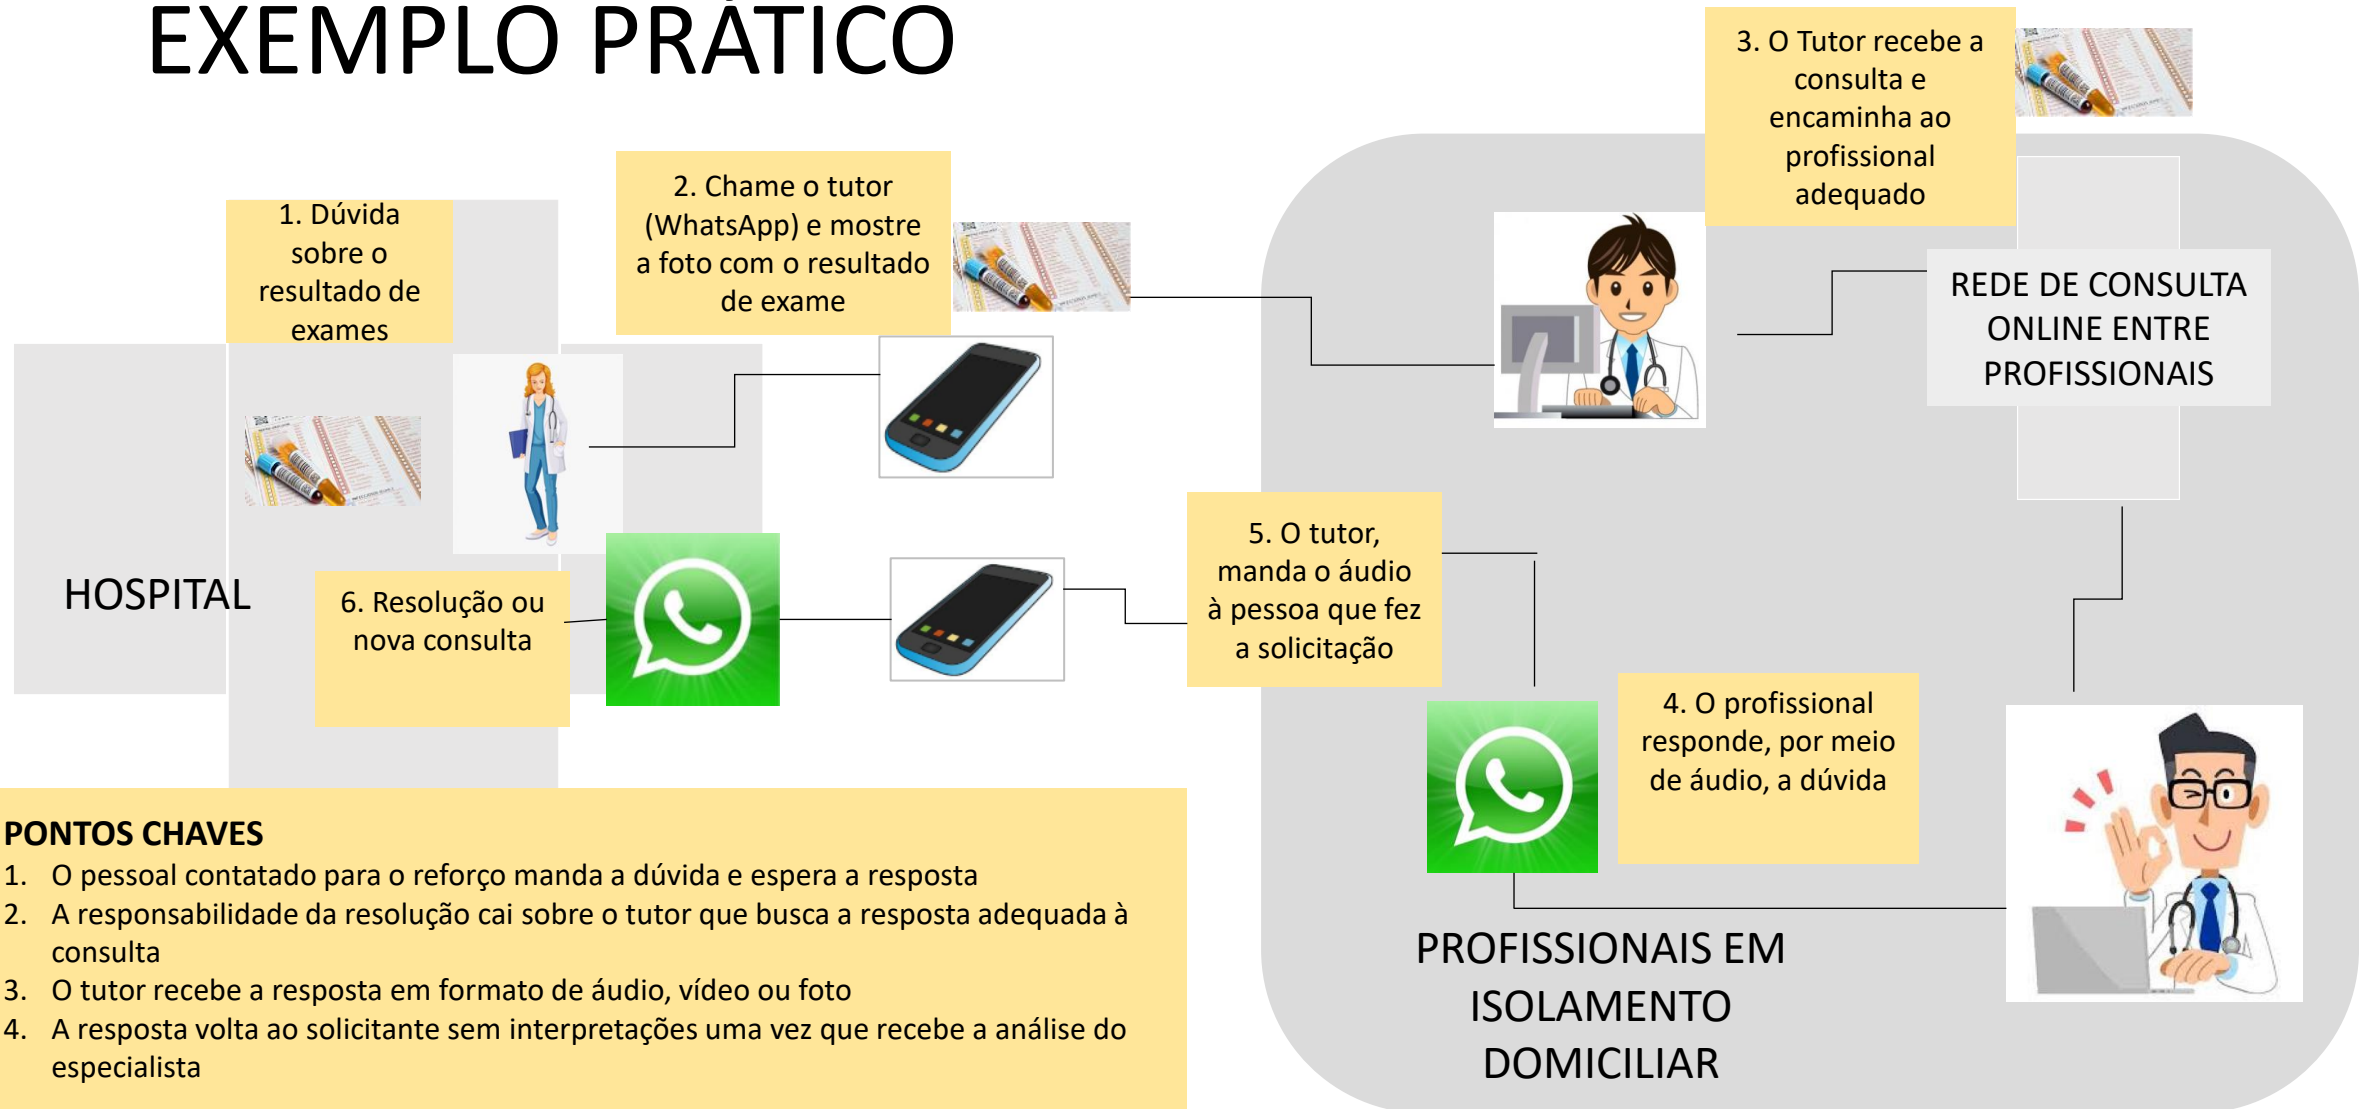 EXEMPLO PRÁTICO
1. Dúvida
sobre o
resultado de
exames
2. Chame o tutor
(WhatsApp) e mostre
a foto com o resultado
de exame
3. O Tutor recebe a
consulta e
encaminha ao
profissional
adequado
REDE DE CONSULTA
ONLINE ENTRE
PROFISSIONAIS
HOSPITAL
6. Resolução ou
nova consulta
5. O tutor,
manda o áudio
à pessoa que fez
a solicitação
4. O profissional
responde, por meio
de áudio, a dúvida
PROFISSIONAIS EM
ISOLAMENTO
DOMICILIAR
PONTOS CHAVES
1. O pessoal contatado para o reforço manda a dúvida e espera a resposta
2. A responsabilidade da resolução cai sobre o tutor que busca a resposta adequada à
consulta
3. O tutor recebe a resposta em formato de áudio, vídeo ou foto
4. A resposta volta ao solicitante sem interpretações uma vez que recebe a análise do
especialista